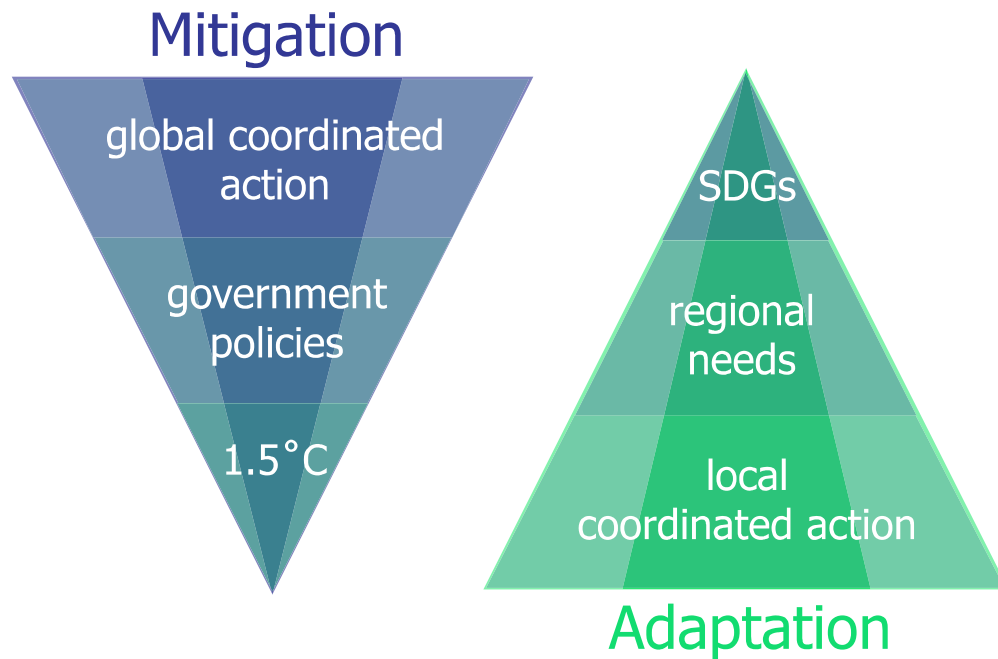 Mitigation
global coordinated
action
government
policies
1.5°C
SDGs
regional
needs
local
coordinated action
Adaptation